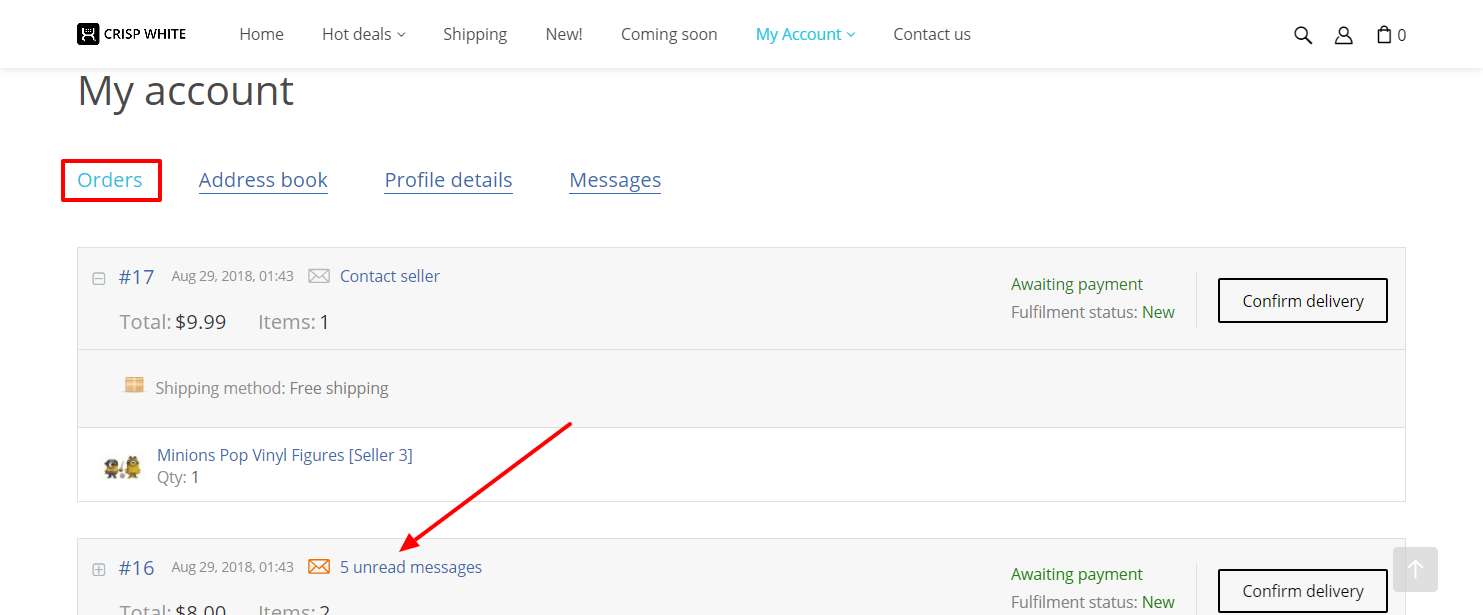 CRISP WHITE Home Hot deals Shipping New! Coming soon My Account Contact us 0
My account
Orders Address book Profile details Messages
#17 Aug 29, 2018, 01:43 Contact seller
Total: $9.99 Items: 1
Awaiting payment
Fulfilment status: New
Confirm delivery
Shipping method: Free shipping
Minions Pop Vinyl Figures [Seller 3]
Qty: 1
#16 Aug 29, 2018, 01:43 5 unread messages
Total: $8.00 Items: 2
Awaiting payment
Fulfilment status: New
Confirm delivery